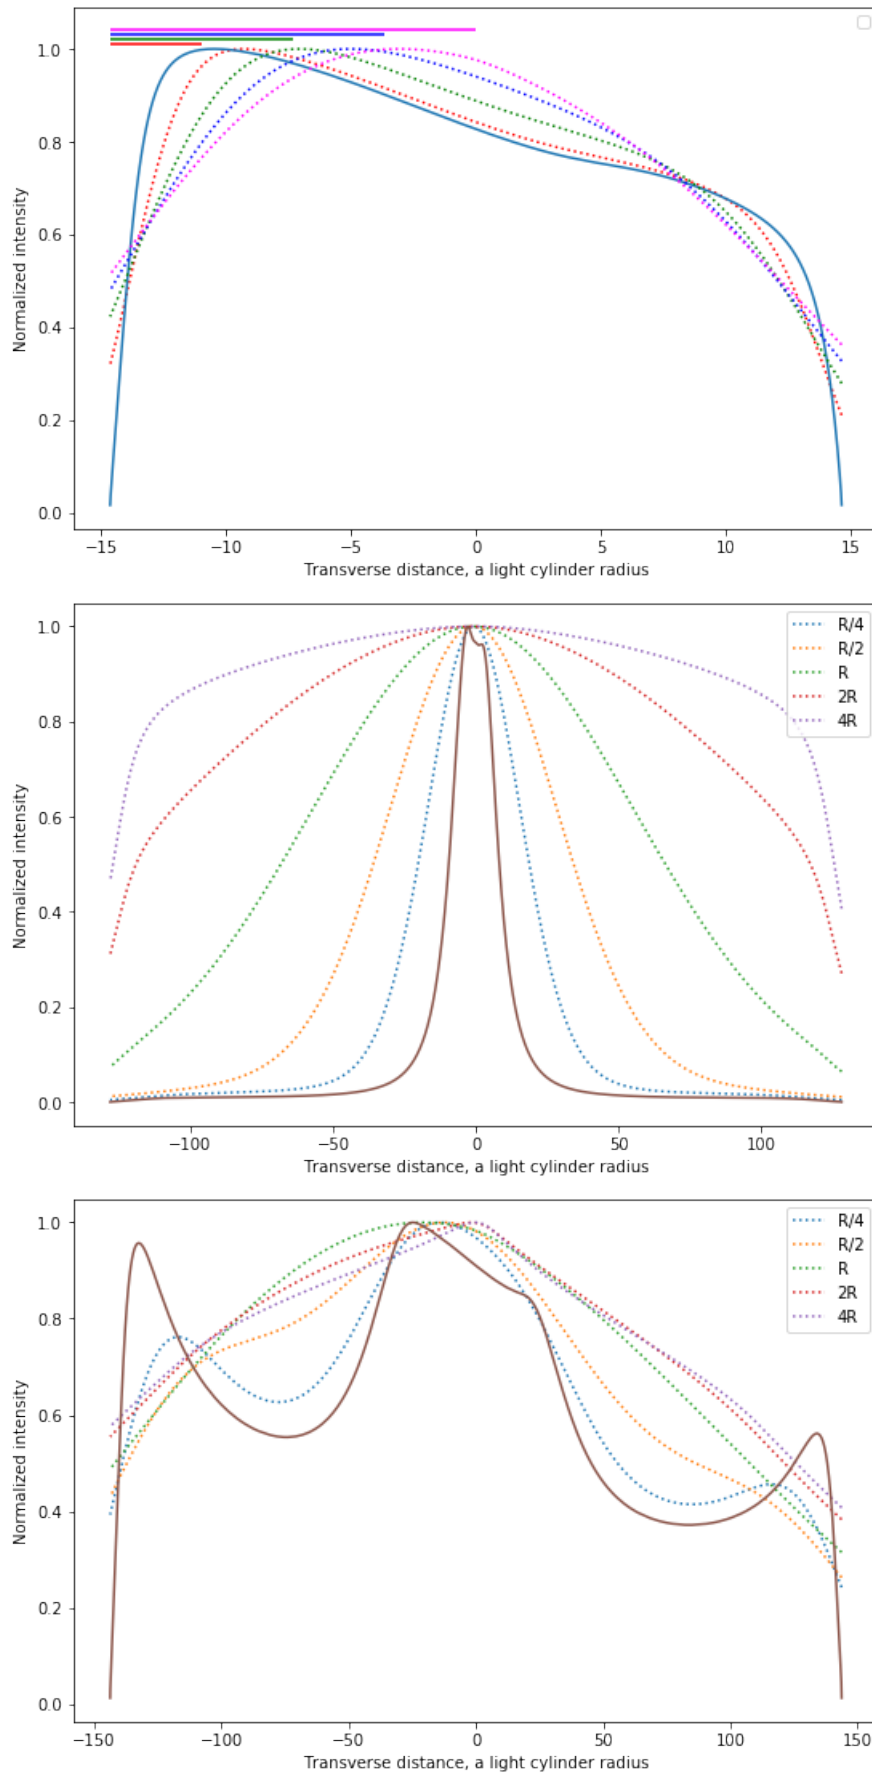 1.0
0.8
0.6
0.4
0.2
0.0
Normalized intensity
−15 −10 −5 0 5 10 15
Transverse distance, a light cylinder radius
R/4
R/2
R
2R
4R
1.0
0.8
0.6
0.4
0.2
0.0
Normalized intensity
−100 −50 0 50 100
Transverse distance, a light cylinder radius
R/4
R/2
R
2R
4R
1.0
0.8
0.6
0.4
0.2
0.0
Normalized intensity
−150 −100 −50 0 50 100 150
Transverse distance, a light cylinder radius